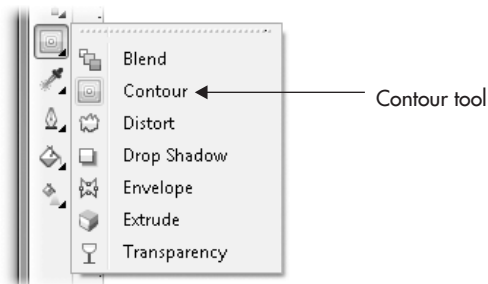 Blend
Contour
Contour tool
Distort
Drop Shadow
Envelope
Extrude
Transparency